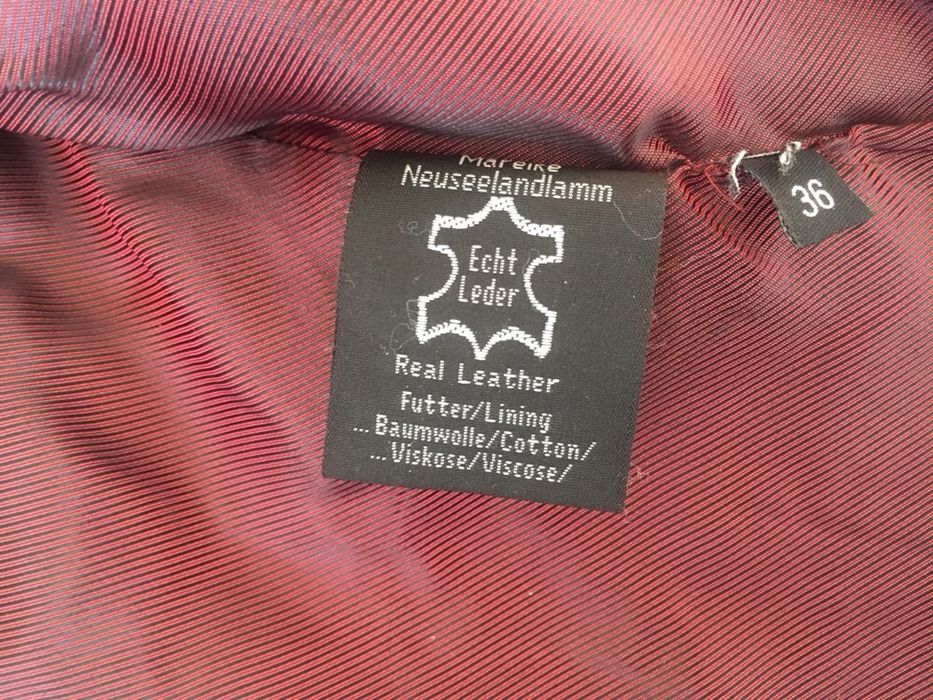 Mareike
Neuseelandlamm
Echt
Leder
Real Leather
Futter/Lining
... Baumwolle/Cotton/
... Viskose/Viscose/
36